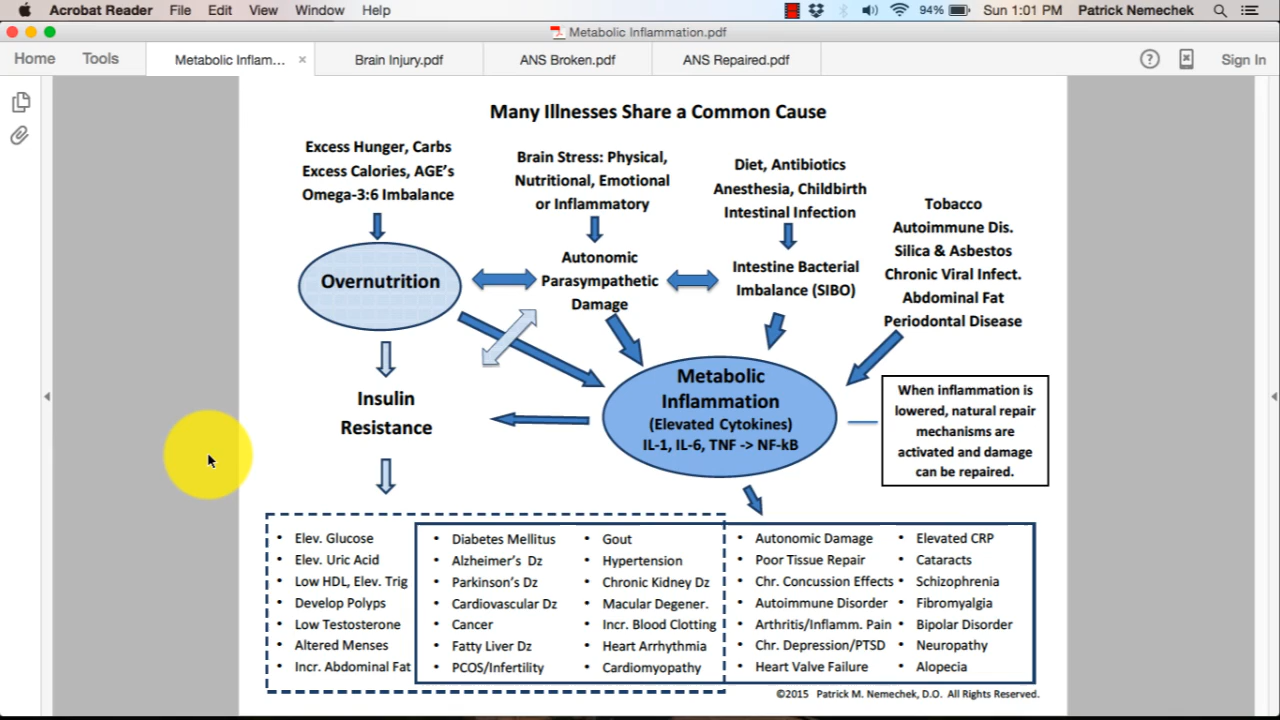 Acrobat Reader File Edit View Window Help 94% Sun 1:01 PM Patrick Nemechek
Metabolic Inflammation.pdf
Home Tools Metabolic Inflam... × Brain Injury.pdf ANS Broken.pdf ANS Repaired.pdf ? Sign In
Many Illnesses Share a Common Cause
Excess Hunger, Carbs
Excess Calories, AGE's
Omega-3:6 Imbalance
Brain Stress: Physical,
Nutritional, Emotional
or Inflammatory
Diet, Antibiotics
Anesthesia, Childbirth
Intestinal Infection
Tobacco
Autoimmune Dis.
Silica & Asbestos
Chronic Viral Infect.
Abdominal Fat
Periodontal Disease
Overnutrition
Autonomic
Parasympathetic
Damage
Intestine Bacterial
Imbalance (SIBO)
Insulin
Resistance
Metabolic
Inflammation
(Elevated Cytokines)
IL-1, IL-6, TNF -> NF-kB
When inflammation is
lowered, natural repair
mechanisms are
activated and damage
can be repaired.
• Elev. Glucose
• Elev. Uric Acid
• Low HDL, Elev. Trig
• Develop Polyps
• Low Testosterone
• Altered Menses
• Incr. Abdominal Fat
• Diabetes Mellitus
• Alzheimer's Dz
• Parkinson's Dz
• Cardiovascular Dz
• Cancer
• Fatty Liver Dz
• PCOS/Infertility
• Gout
• Hypertension
• Chronic Kidney Dz
• Macular Degener.
• Incr. Blood Clotting
• Heart Arrhythmia
• Cardiomyopathy
• Autonomic Damage
• Poor Tissue Repair
• Chr. Concussion Effects
• Autoimmune Disorder
• Arthritis/Inflamm. Pain
• Chr. Depression/PTSD
• Heart Valve Failure
• Elevated CRP
• Cataracts
• Schizophrenia
• Fibromyalgia
• Bipolar Disorder
• Neuropathy
• Alopecia
©2015 Patrick M. Nemechek, D.O. All Rights Reserved.